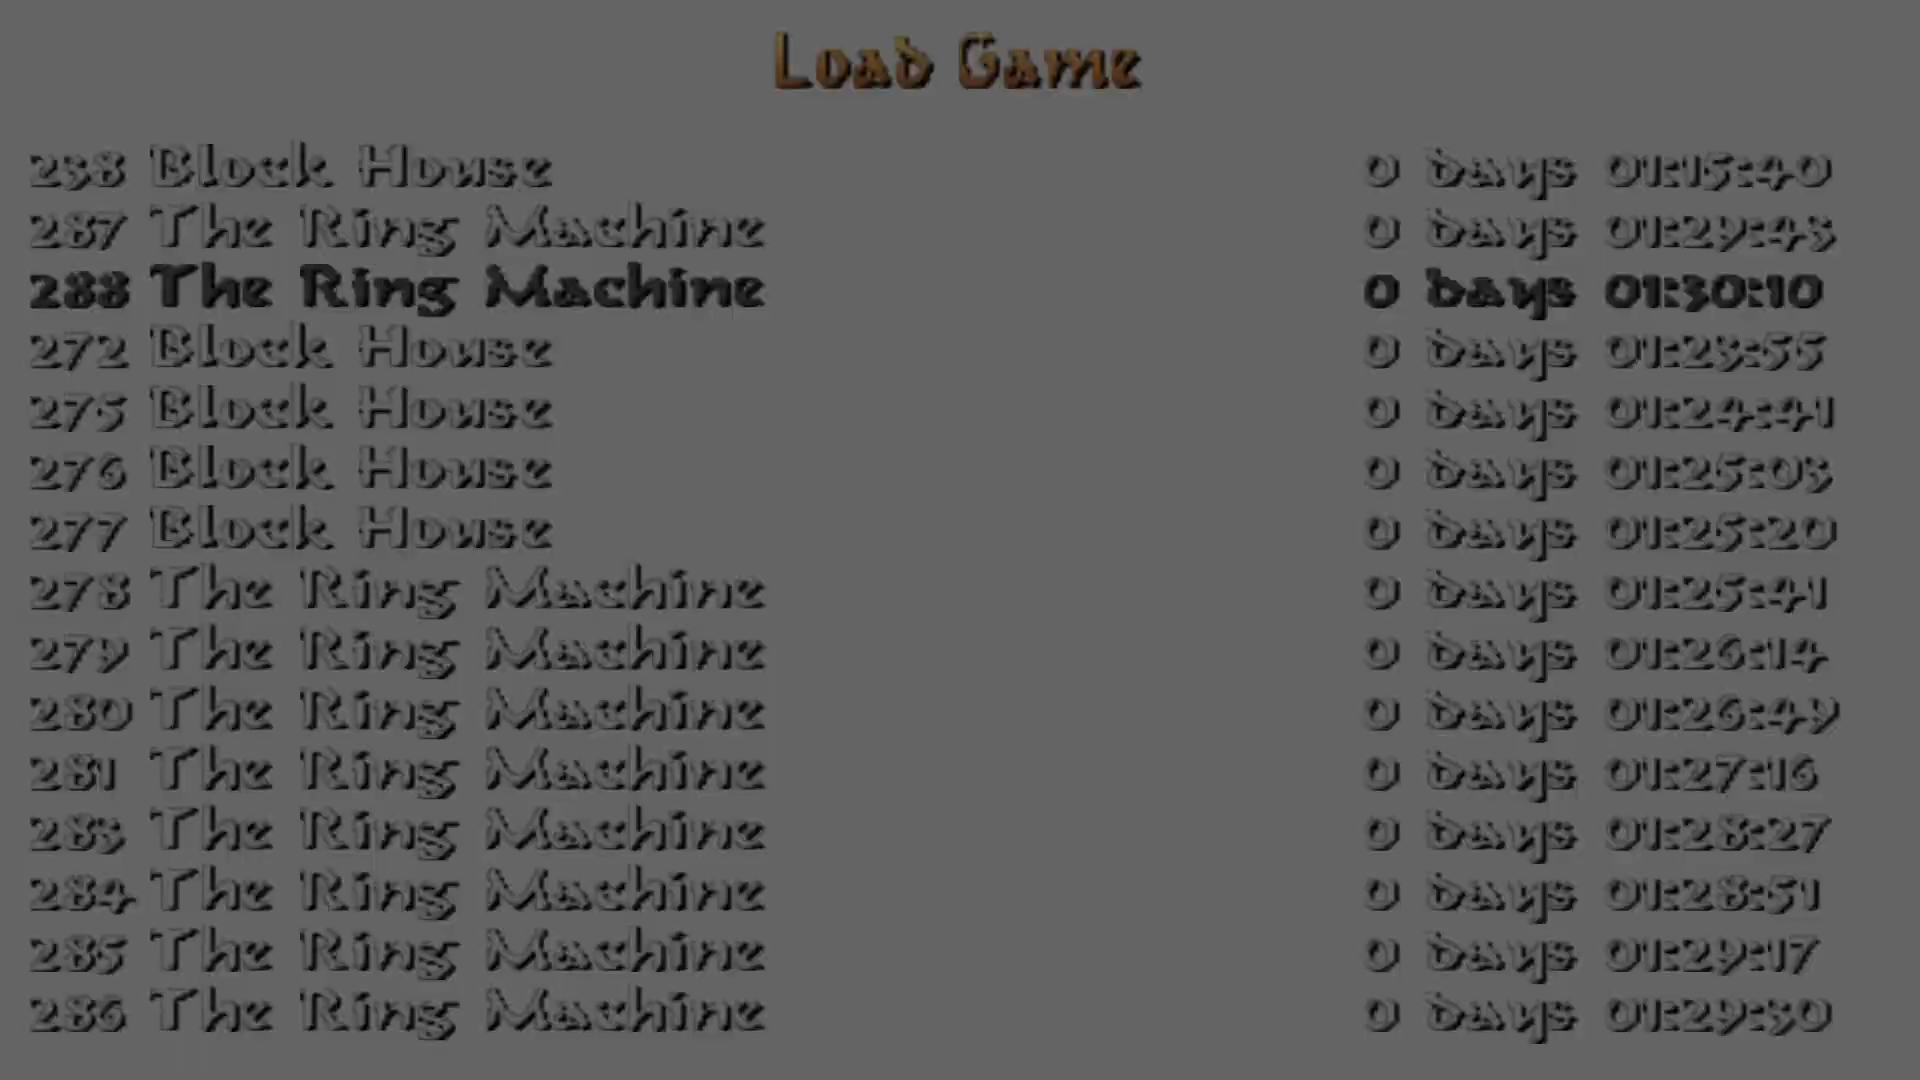 Load Game
238 Block House 0 days 01:15:40
287 The Ring Machine 0 days 01:29:43
288 The Ring Machine 0 days 01:30:10
272 Block House 0 days 01:23:55
275 Block House 0 days 01:24:41
276 Block House 0 days 01:25:03
277 Block House 0 days 01:25:20
278 The Ring Machine 0 days 01:25:41
279 The Ring Machine 0 days 01:26:14
280 The Ring Machine 0 days 01:26:49
281 The Ring Machine 0 days 01:27:16
283 The Ring Machine 0 days 01:28:27
284 The Ring Machine 0 days 01:28:51
285 The Ring Machine 0 days 01:29:17
286 The Ring Machine 0 days 01:29:30